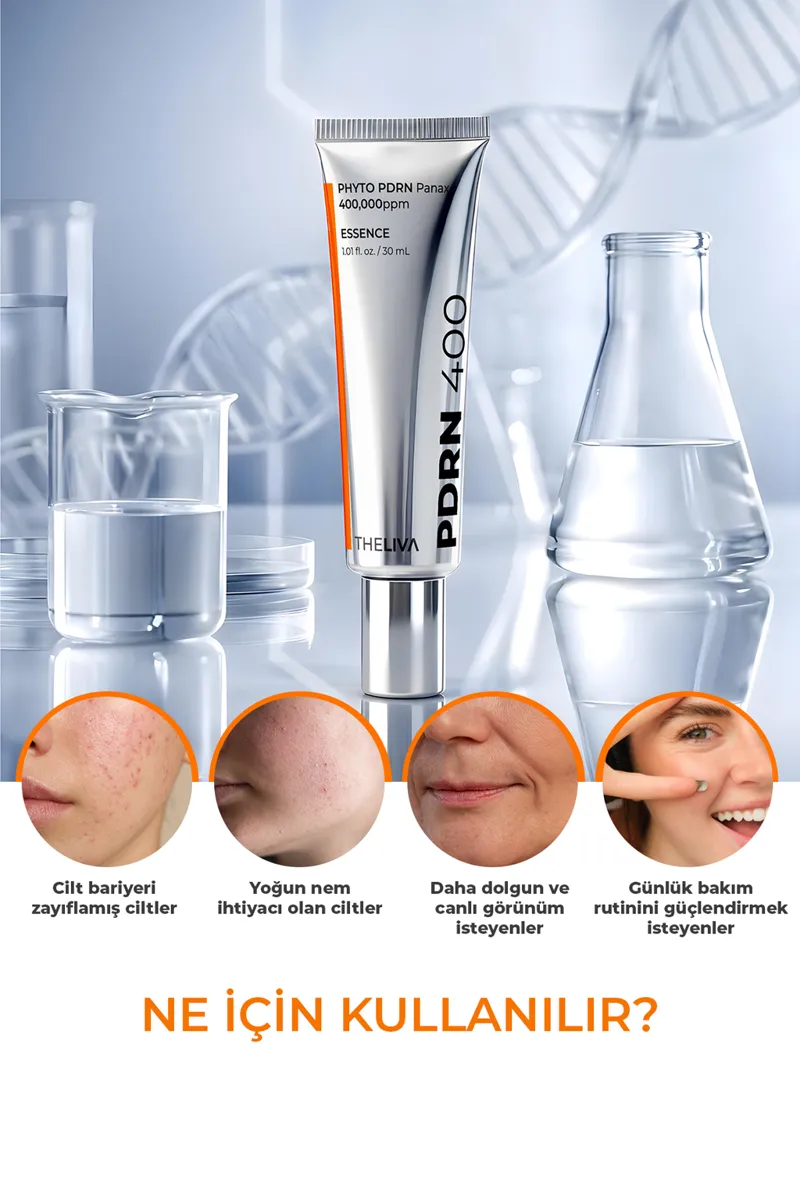 PHYTO PDRN Panax
400,000ppm
ESSENCE
1.01 fl. oz. / 30 mL
PDRN 400
THELIVA
Cilt bariyeri
zayıflamış ciltler
Yoğun nem
ihtiyacı olan ciltler
Daha dolgun ve
canlı görünüm
isteyenler
Günlük bakım
rutinini güçlendirmek
isteyenler
NE İÇİN KULLANILIR?